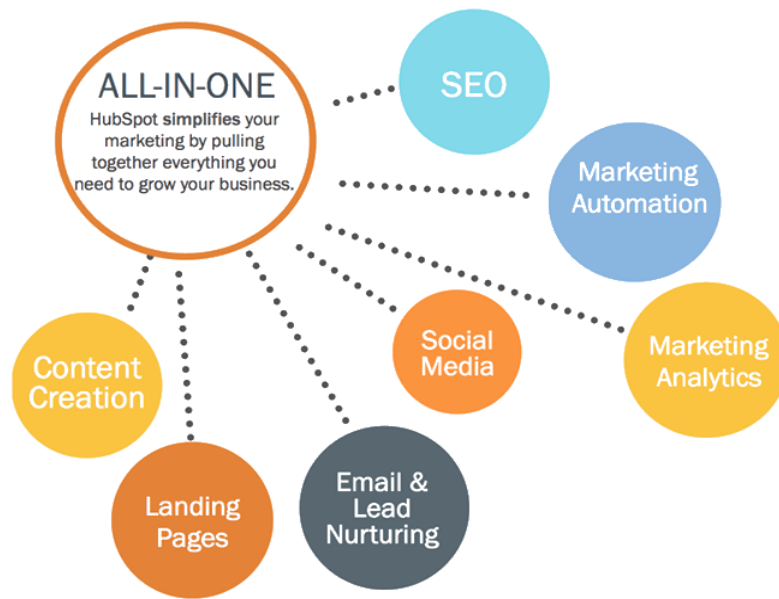 ALL-IN-ONE
HubSpot simplifies your
marketing by pulling
together everything you
need to grow your business.
SEO
Marketing
Automation
Social
Media
Marketing
Analytics
Content
Creation
Landing
Pages
Email &
Lead
Nurturing